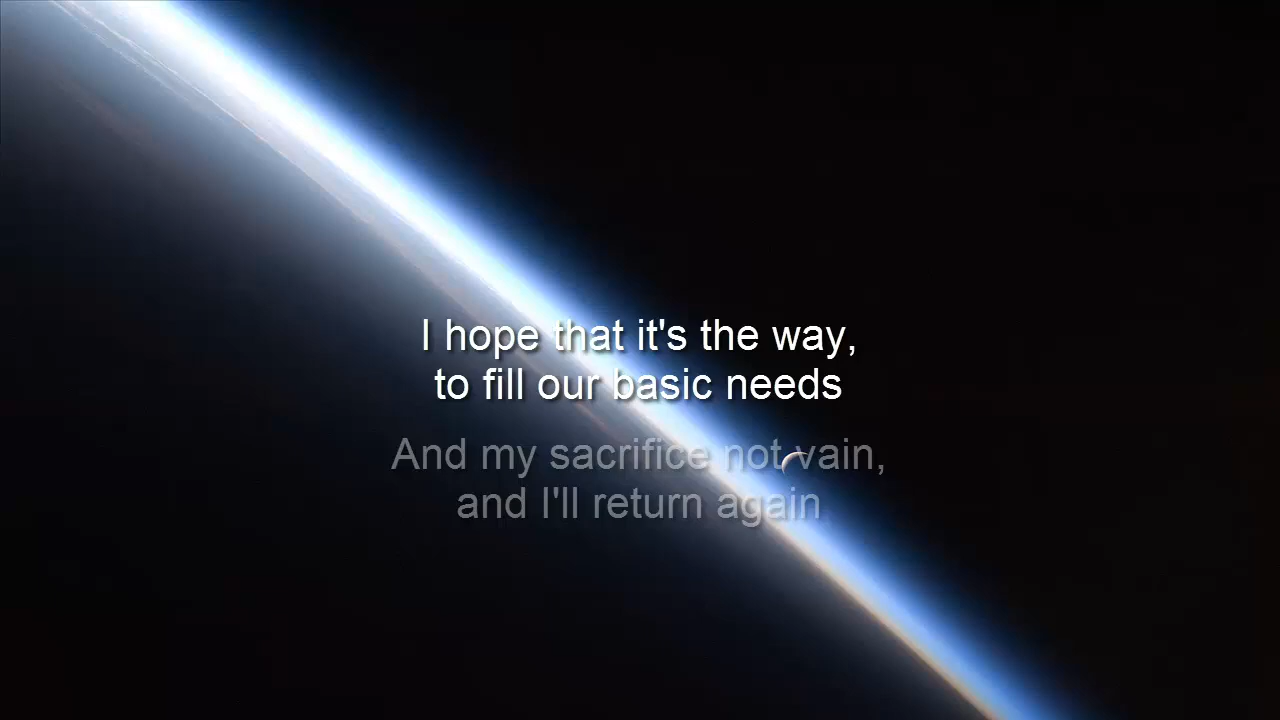 I hope that it's the way,
to fill our basic needs
And my sacrifice not vain,
and I'll return again